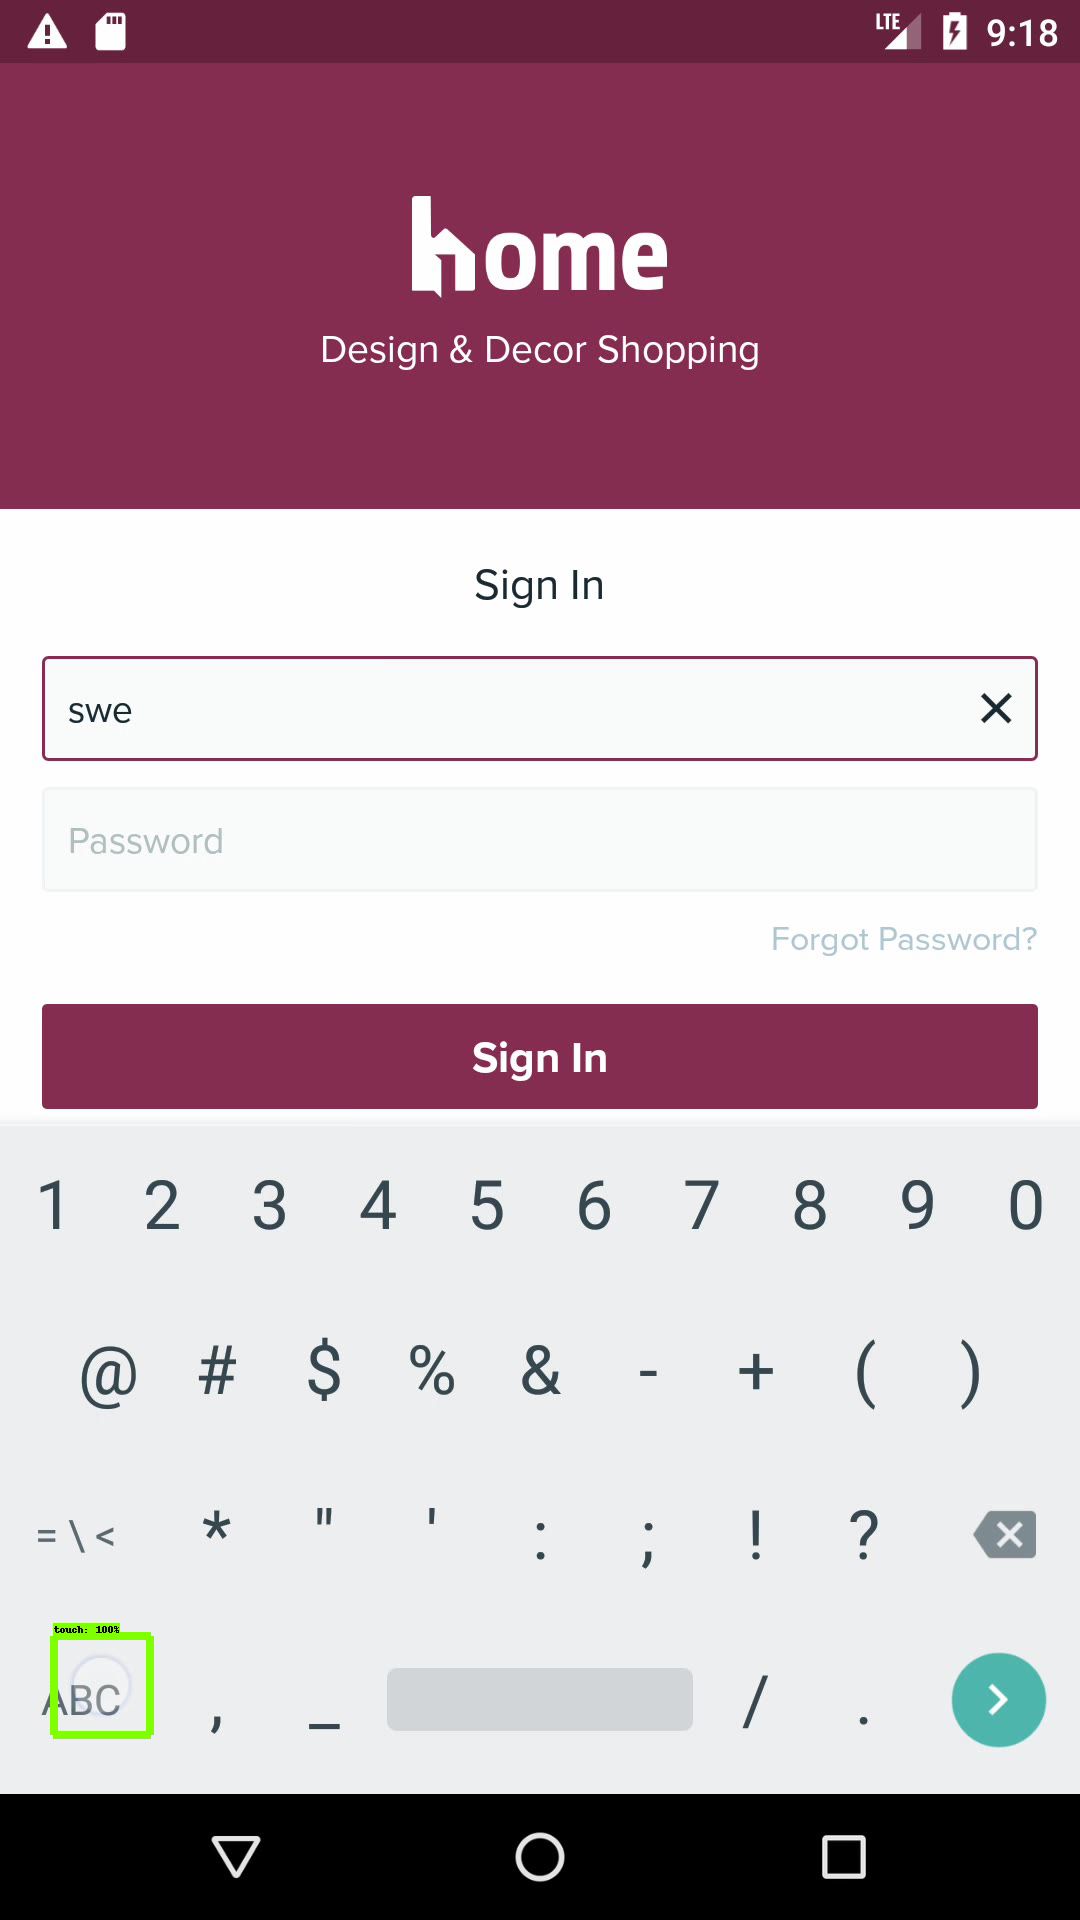 LTE 9:18
home
Design & Decor Shopping
Sign In
swe
Password
Forgot Password?
Sign In
1 2 3 4 5 6 7 8 9 0
@ # $ % & - + ( )
= \ < * " ' : ; ! ?
touch: 100%
ABC , _ / .